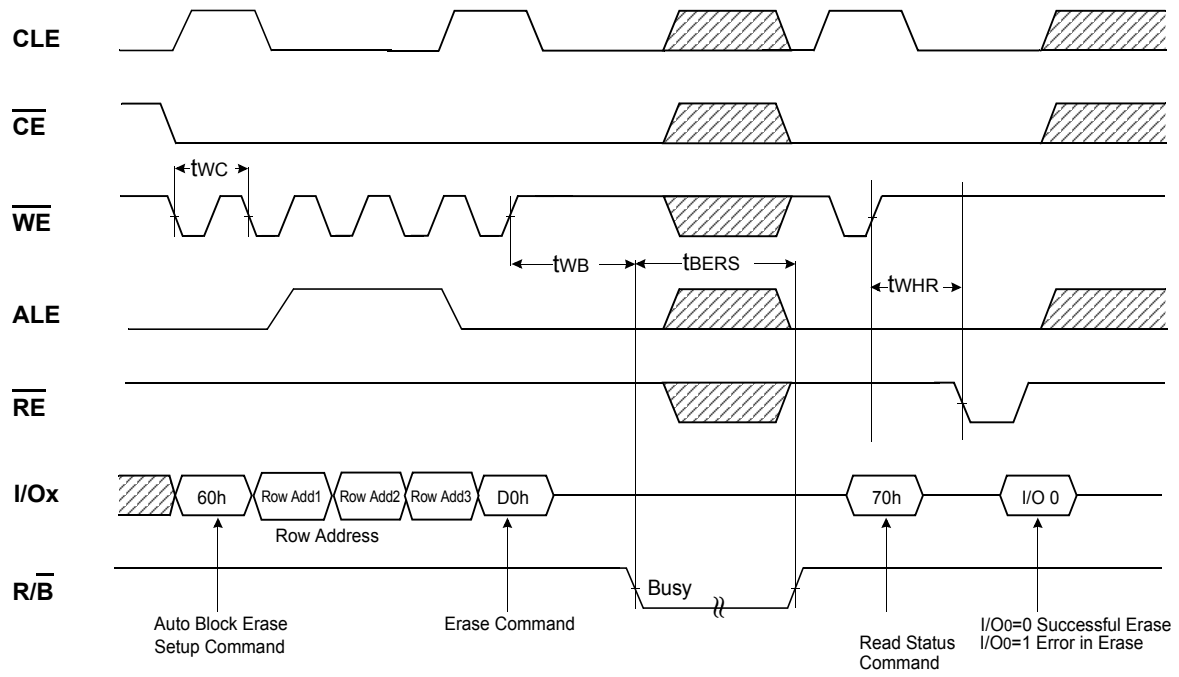 CLE
CE
tWC
WE
tWB
tBERS
tWHR
ALE
RE
I/Ox
60h
Row Add1
Row Add2
Row Add3
D0h
70h
I/O 0
Row Address
R/B
Busy
Auto Block Erase
Setup Command
Erase Command
Read Status
Command
I/O0=0 Successful Erase
I/O0=1 Error in Erase